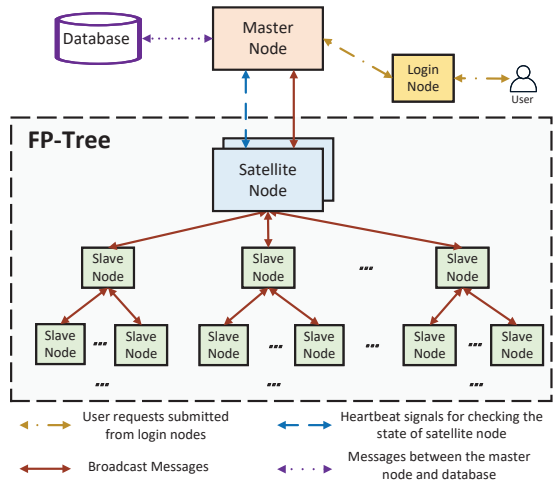 Database
Master
Node
Login
Node
User
FP-Tree
Satellite
Node
Slave
Node
Slave
Node
...
Slave
Node
Slave
Node
...
Slave
Node
Slave
Node
...
Slave
Node
...
Slave
Node
...
Slave
Node
...
...
...
User requests submitted
from login nodes
Heartbeat signals for checking the
state of satellite node
Broadcast Messages
Messages between the master
node and database